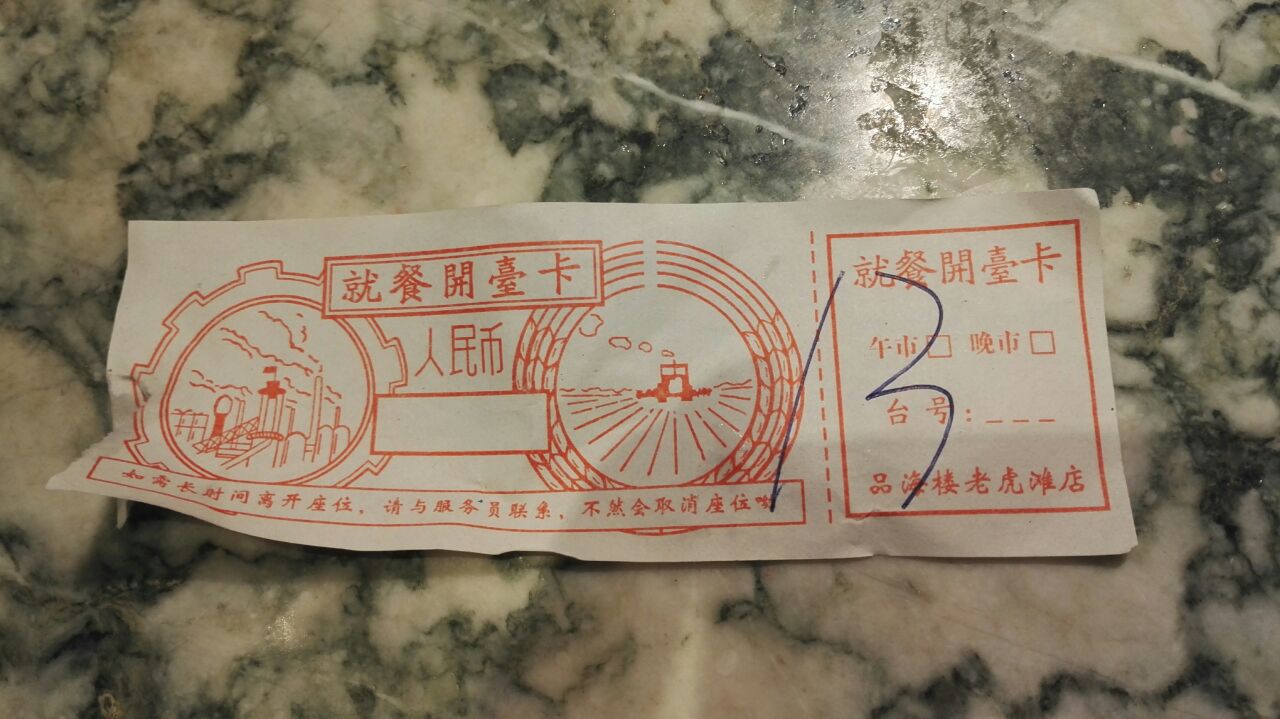 就餐開臺卡
人民币
如需长时间离开座位，请与服务员联系，不然会取消座位呦
就餐開臺卡
午市□ 晚市□
台号：___
品海楼老虎滩店
13